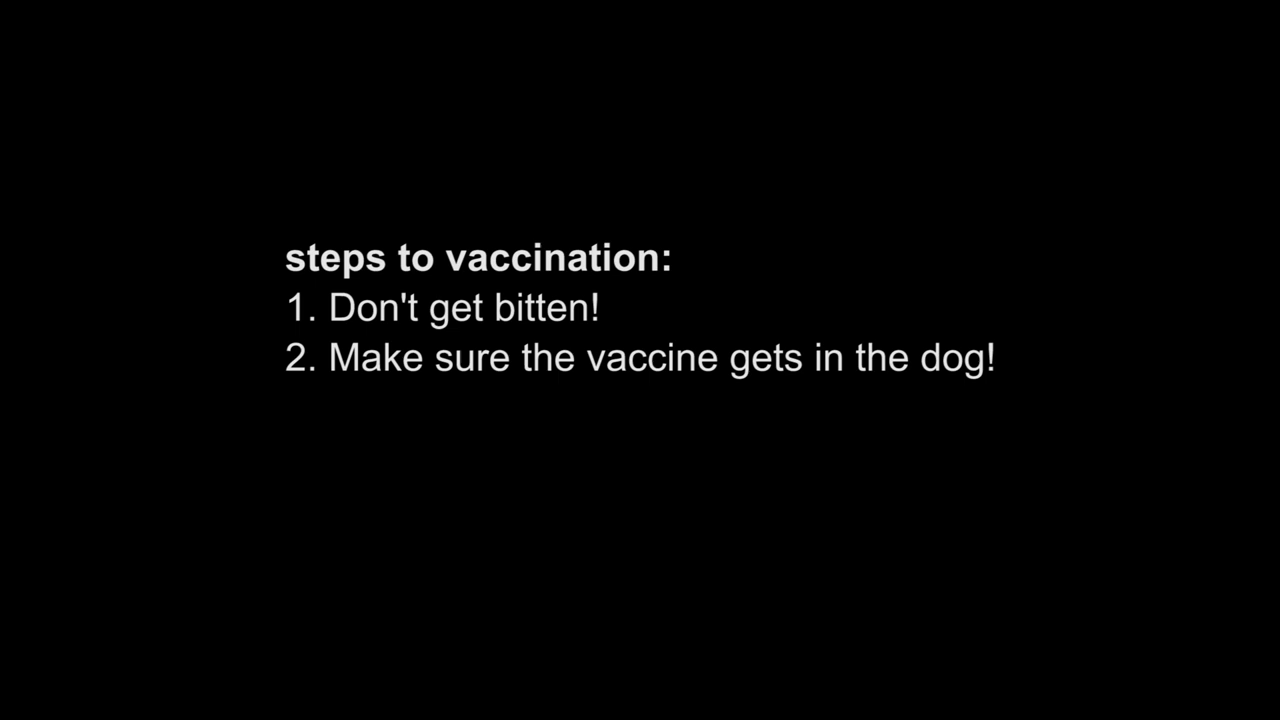 steps to vaccination:
1. Don't get bitten!
2. Make sure the vaccine gets in the dog!